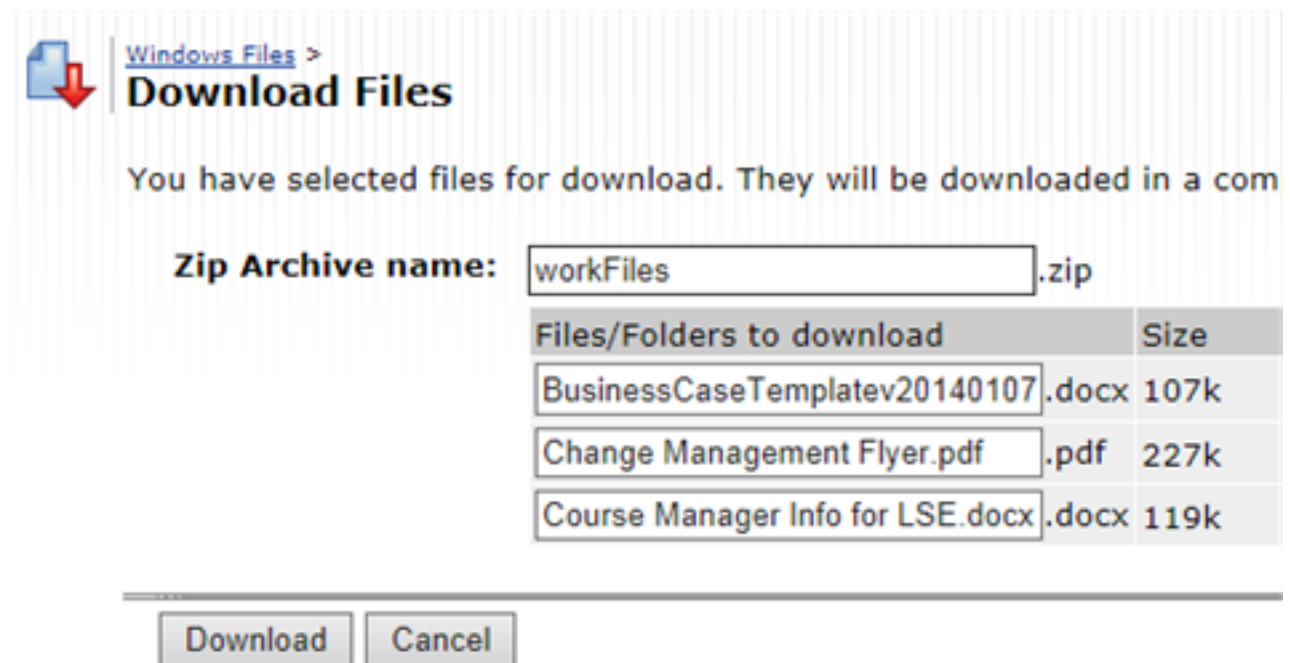 Windows Files >
Download Files
You have selected files for download. They will be downloaded in a com
Zip Archive name: workFiles .zip
Files/Folders to download Size
BusinessCaseTemplatev20140107 .docx 107k
Change Management Flyer.pdf .pdf 227k
Course Manager Info for LSE.docx .docx 119k
Download Cancel